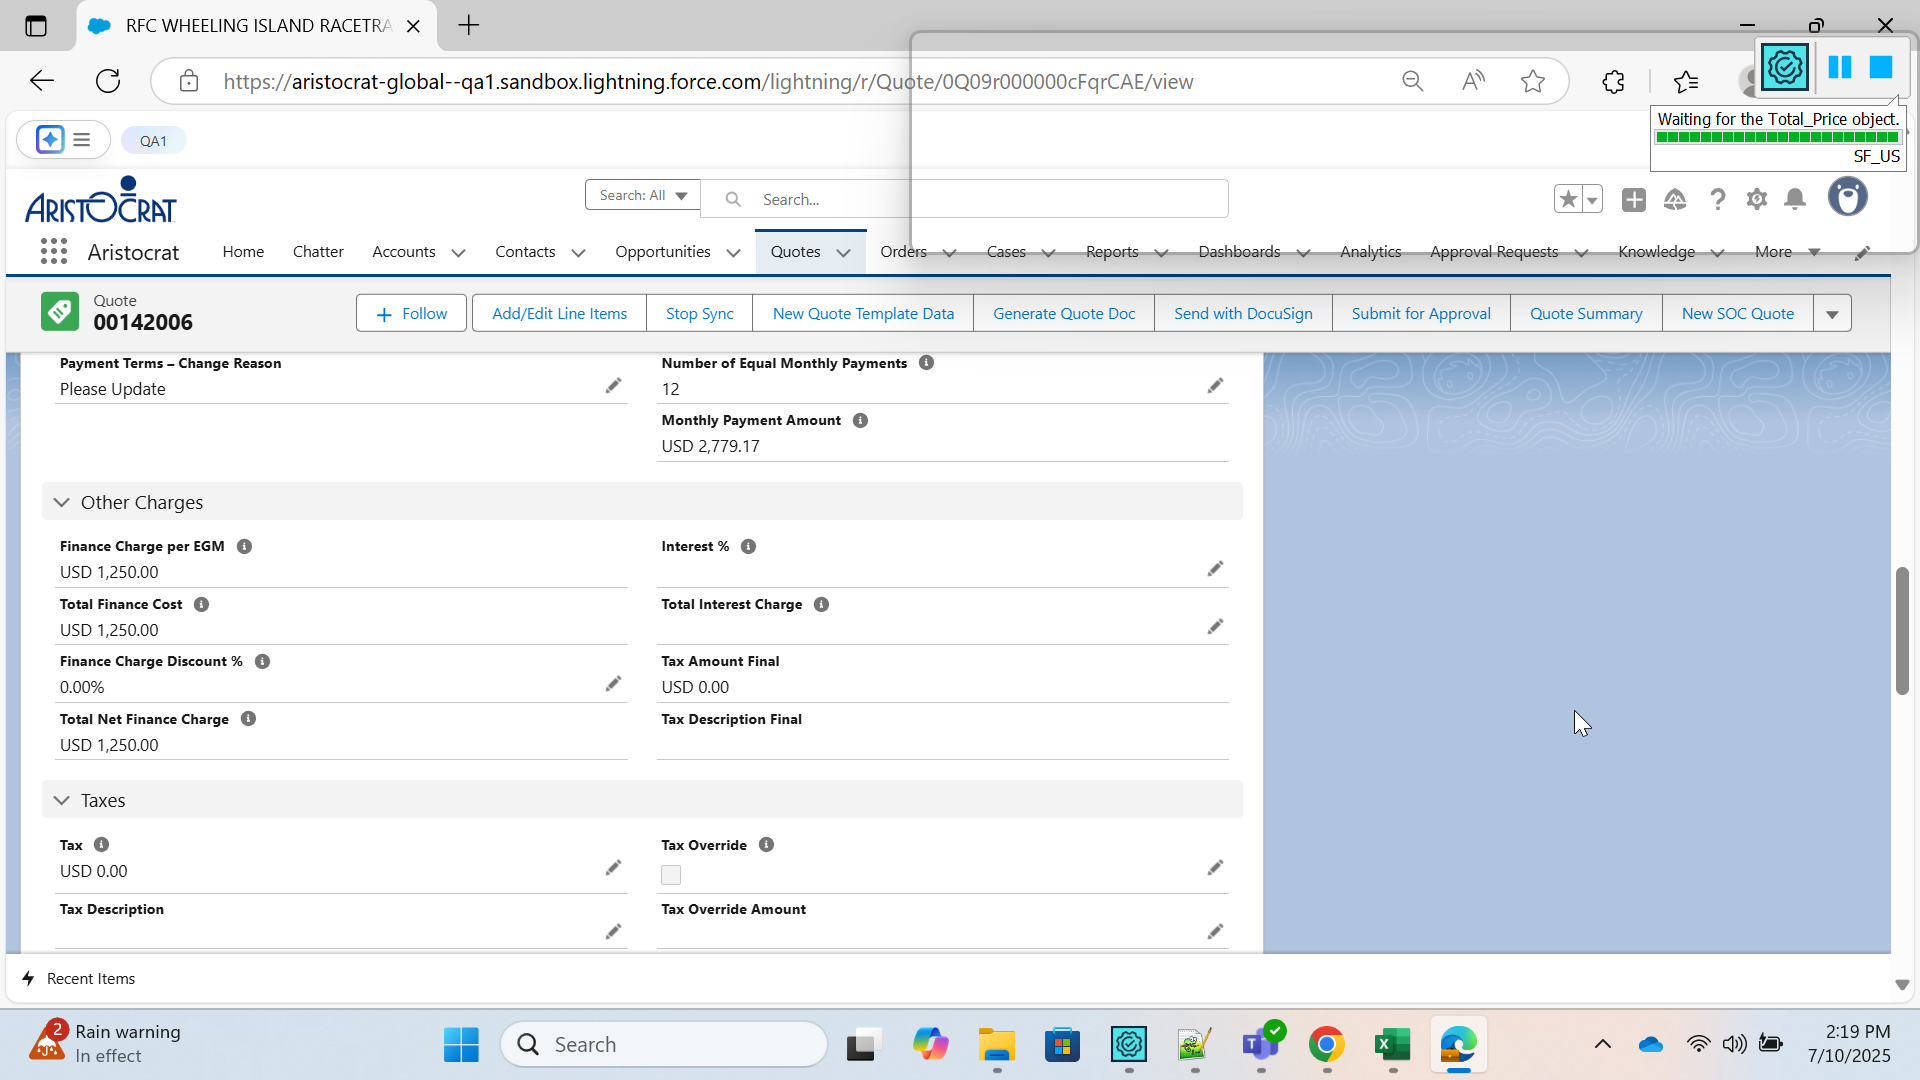 RFC WHEELING ISLAND RACETRA
https://aristocrat-global--qa1.sandbox.lightning.force.com/lightning/r/Quote/0Q09r000000cFqrCAE/view
Waiting for the Total_Price object.
SF_US
QA1
ARISTOCRAT
Search: All
Search...
Aristocrat
Home
Chatter
Accounts
Contacts
Opportunities
Quotes
Orders
Cases
Reports
Dashboards
Analytics
Approval Requests
Knowledge
More
Quote
00142006
Follow
Add/Edit Line Items
Stop Sync
New Quote Template Data
Generate Quote Doc
Send with DocuSign
Submit for Approval
Quote Summary
New SOC Quote
Payment Terms – Change Reason
Please Update
Number of Equal Monthly Payments
12
Monthly Payment Amount
USD 2,779.17
Other Charges
Finance Charge per EGM
USD 1,250.00
Interest %
Total Finance Cost
USD 1,250.00
Total Interest Charge
Finance Charge Discount %
0.00%
Tax Amount Final
USD 0.00
Total Net Finance Charge
USD 1,250.00
Tax Description Final
Taxes
Tax
USD 0.00
Tax Override
Tax Description
Tax Override Amount
Recent Items
2
Rain warning
In effect
Search
2:19 PM
7/10/2025